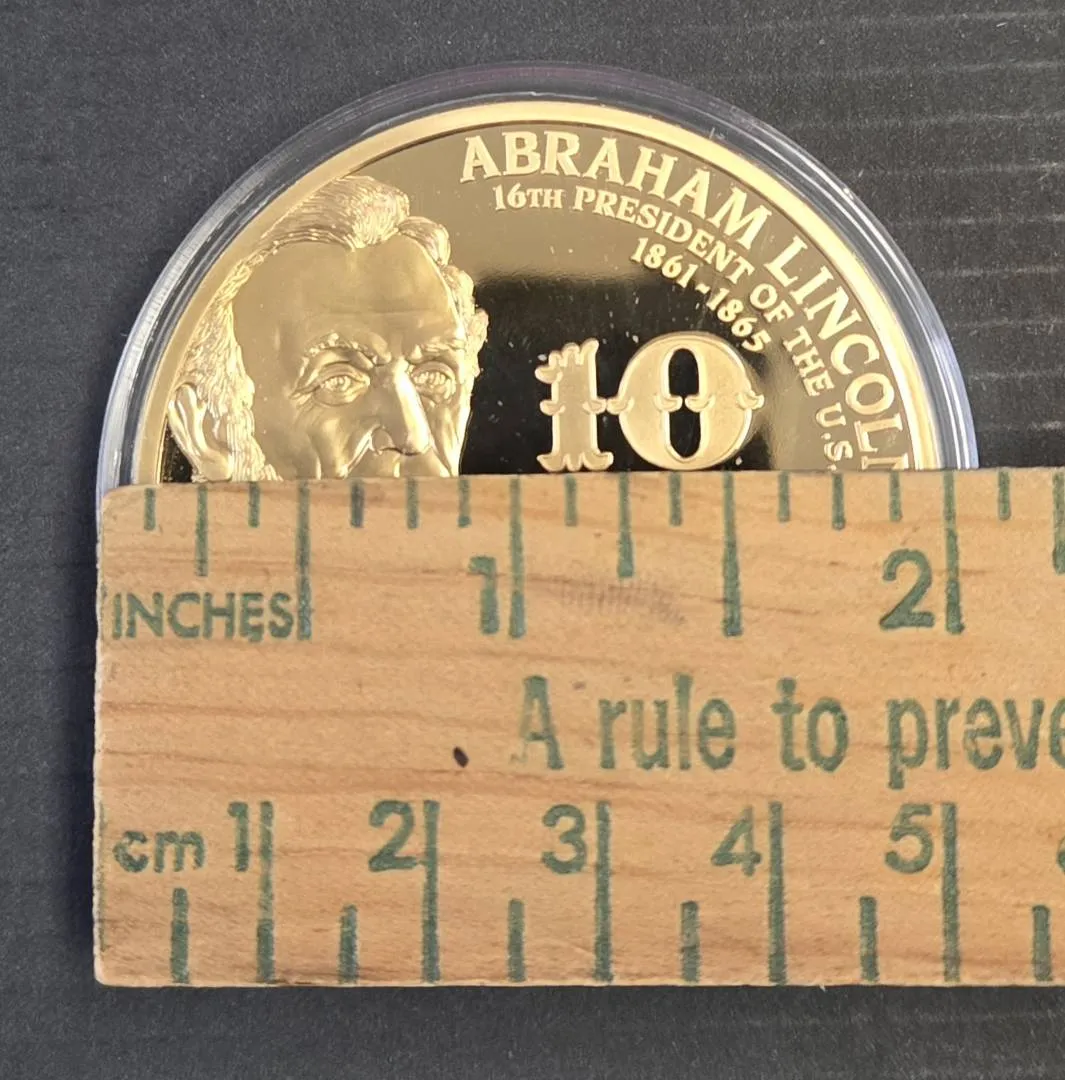 ABRAHAM LINCOL
16TH PRESIDENT OF THE U.S.
1861-1865
10
1 2
INCHES
A rule to preve
cm 1 2 3 4 5